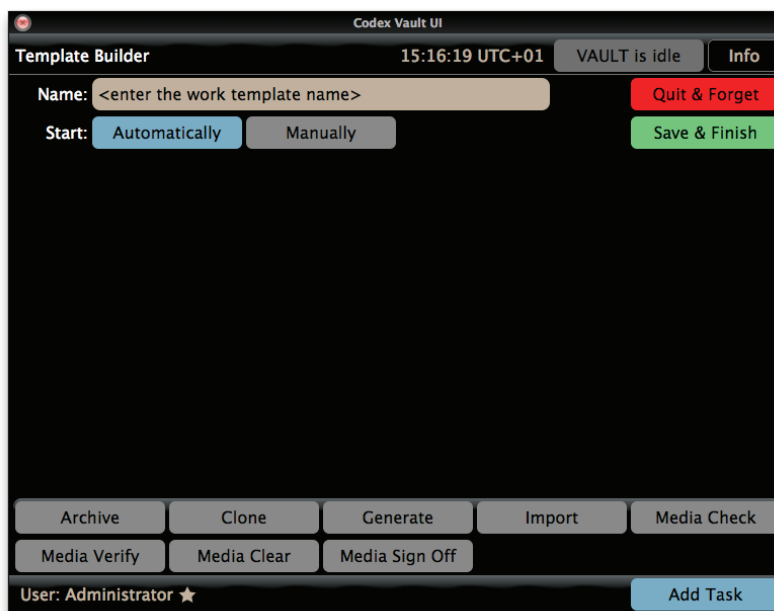 Codex Vault UI
Template Builder 15:16:19 UTC+01 VAULT is idle Info
Name: <enter the work template name> Quit & Forget
Start: Automatically Manually Save & Finish
Archive Clone Generate Import Media Check
Media Verify Media Clear Media Sign Off
User: Administrator ★ Add Task